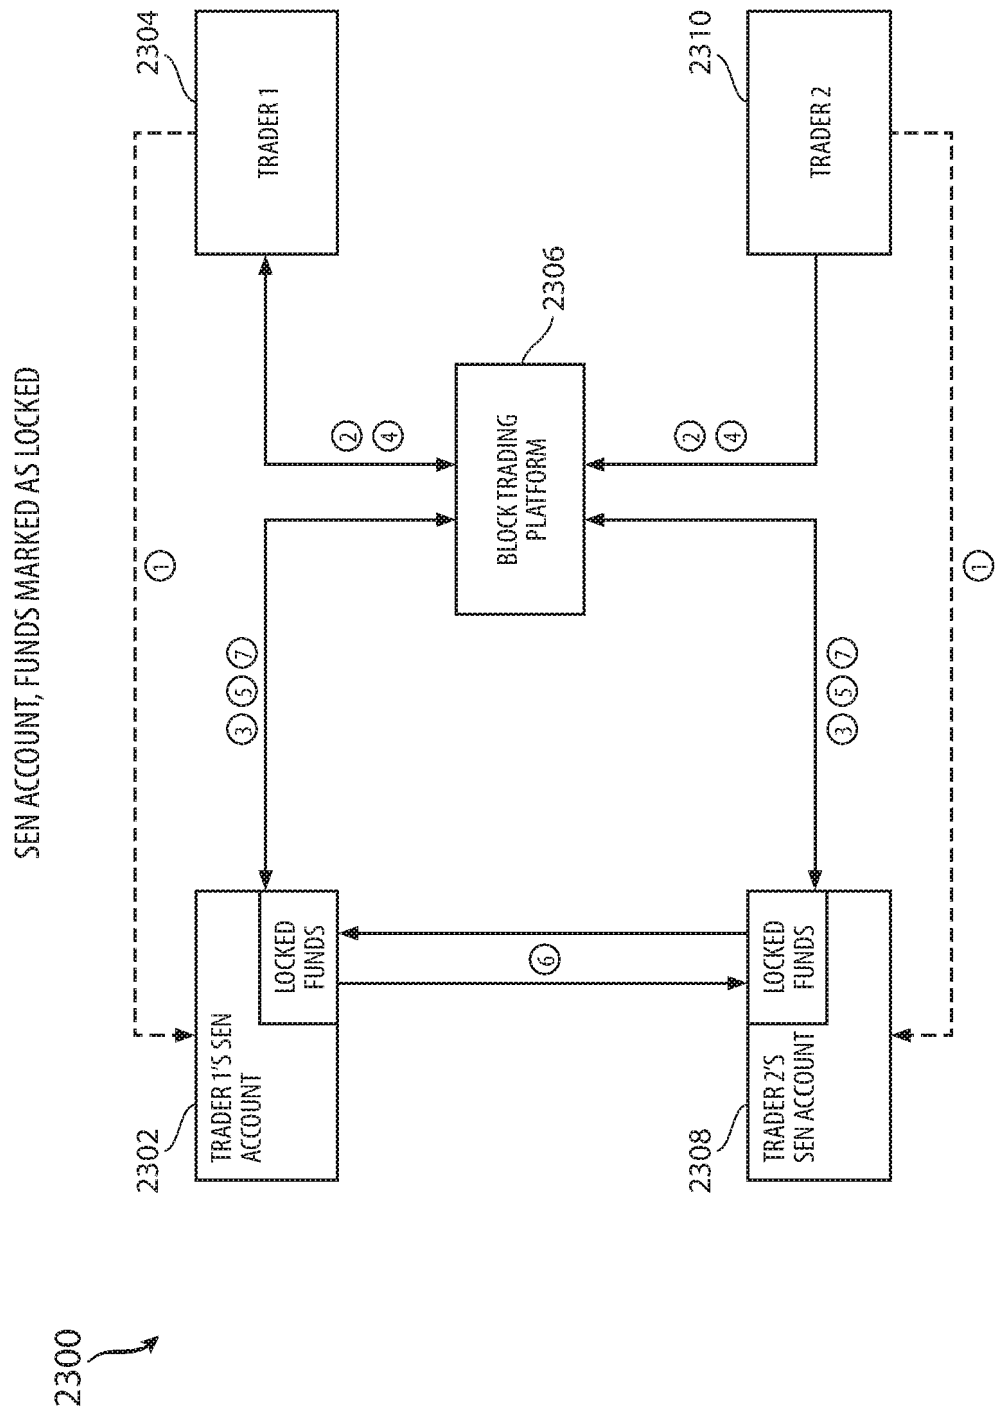 SEN ACCOUNT, FUNDS MARKED AS LOCKED
2300
2302
TRADER 1'S SEN
ACCOUNT
LOCKED
FUNDS
1
3 5 7
2
4
2304
TRADER 1
6
BLOCK TRADING
PLATFORM
2306
2308
TRADER 2'S
SEN ACCOUNT
LOCKED
FUNDS
3 5 7
2
4
2310
TRADER 2
1